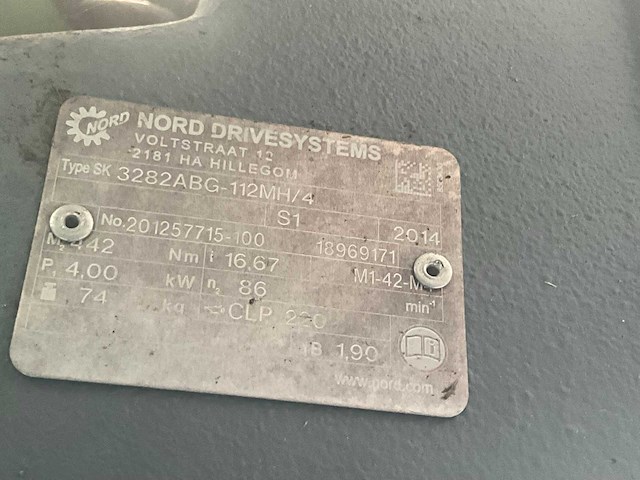 NORD NORD DRIVESYSTEMS
VOLTSTRAAT 12
2181 HA HILLEGOM
Type SK 3282ABG-112MH/4
S1 2014
No. 201257715-100 18969171
442 Nm i 16,67 M1-42-M
P1 4,00 kW n2 86 min-1
74 kg CLP 220
fB 1,90
www.nord.com